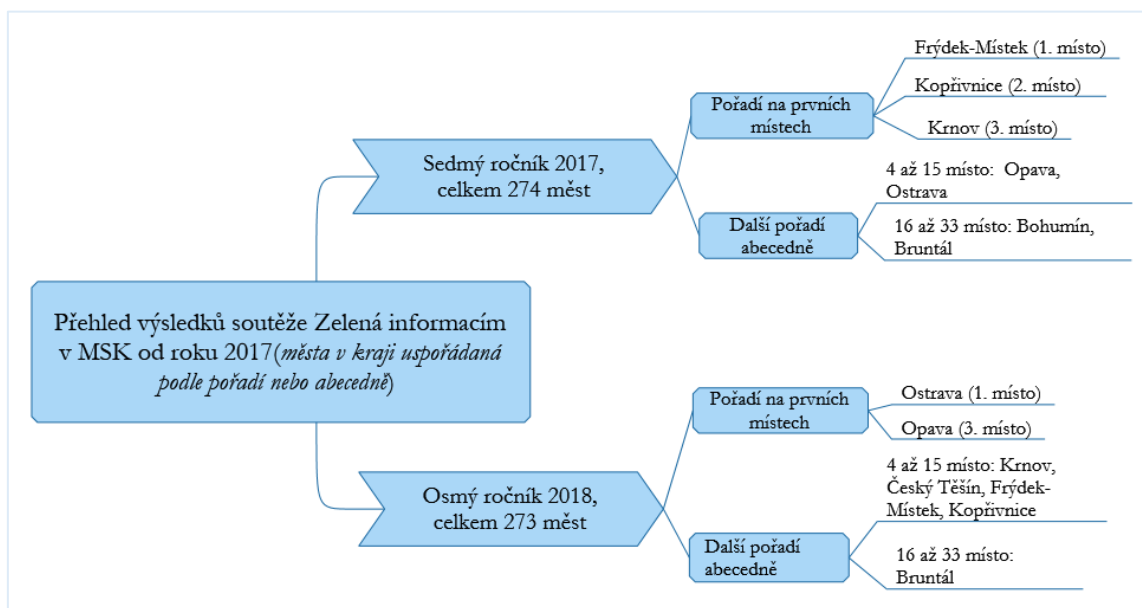 Přehled výsledků soutěže Zelená informacím
v MSK od roku 2017(města v kraji uspořádaná
podle pořadí nebo abecedně)
Sedmý ročník 2017,
celkem 274 měst
Pořadí na prvních
místech
Frýdek-Místek (1. místo)
Kopřivnice (2. místo)
Krnov (3. místo)
Další pořadí
abecedně
4 až 15 místo: Opava,
Ostrava
16 až 33 místo: Bohumín,
Bruntál
Osmý ročník 2018,
celkem 273 měst
Pořadí na prvních
místech
Ostrava (1. místo)
Opava (3. místo)
Další pořadí
abecedně
4 až 15 místo: Krnov,
Český Těšín, Frýdek-
Místek, Kopřivnice
16 až 33 místo:
Bruntál